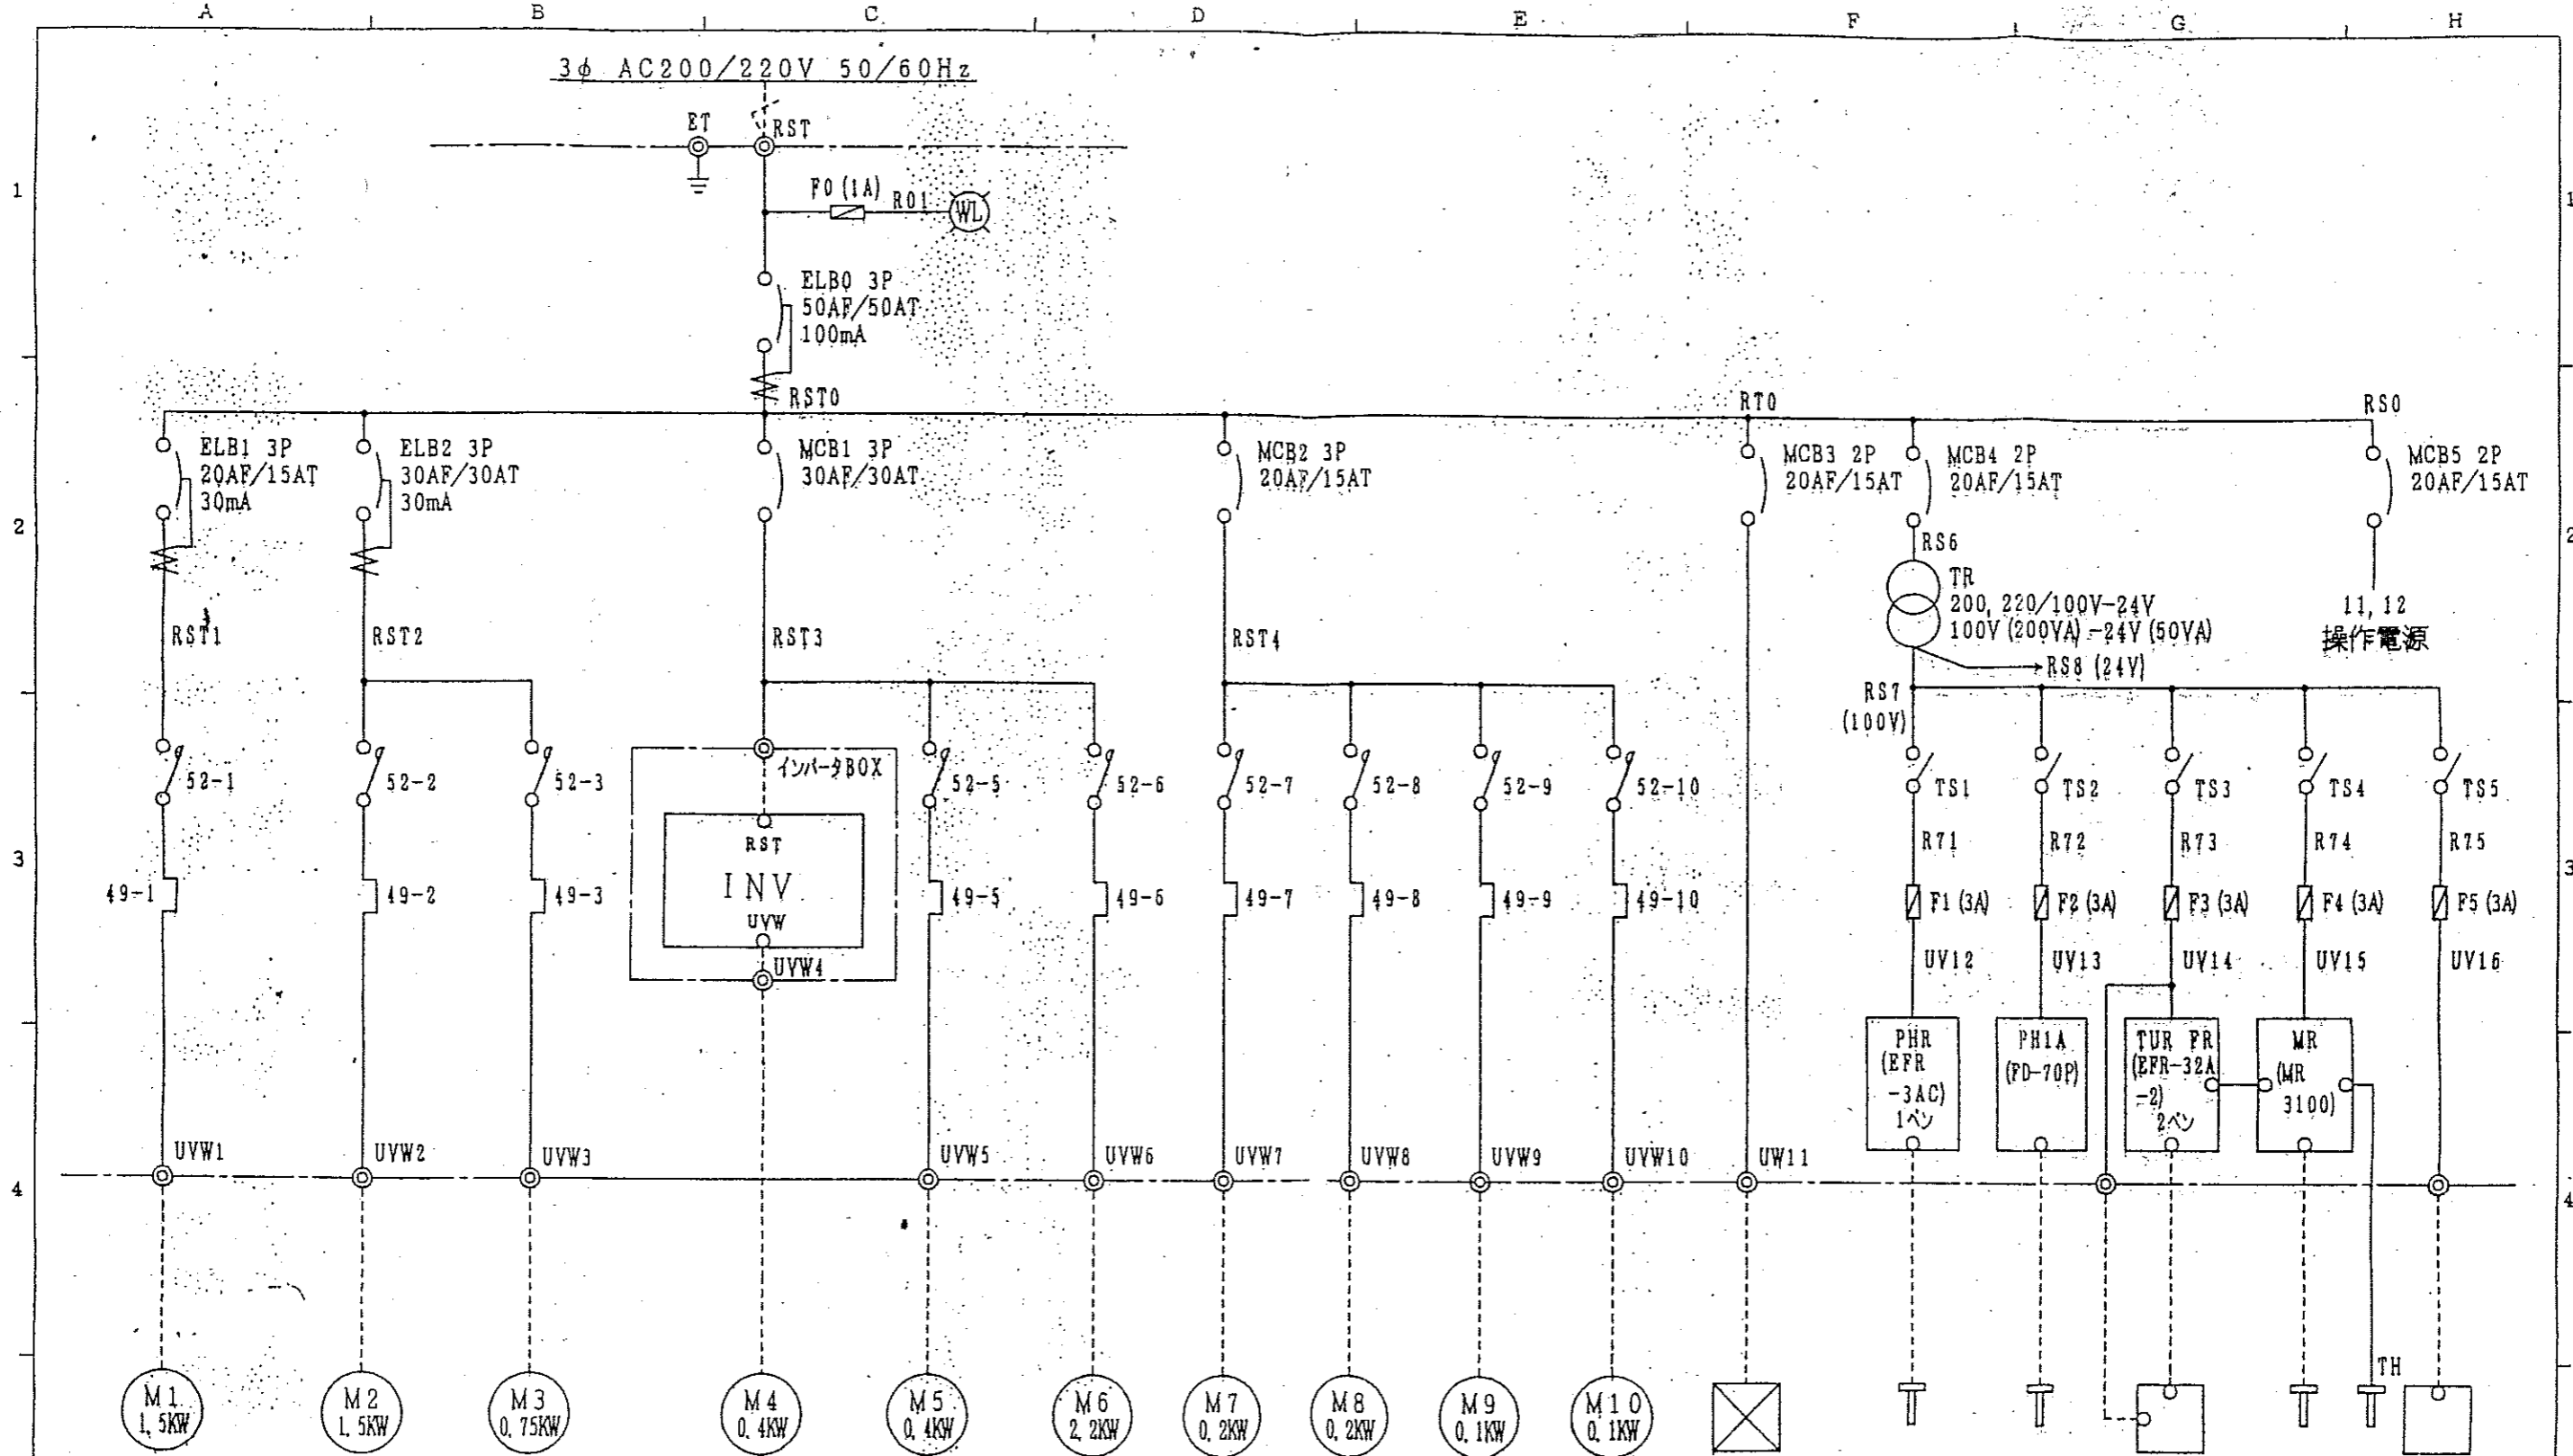 A B C D E F G H
3φ AC200/220V 50/60Hz
ET RST
1 1
F0(1A) R01 WL
ELB0 3P
50AF/50AT
100mA
RST0 RT0 RS0
ELB1 3P
20AF/15AT
30mA
ELB2 3P
30AF/30AT
30mA
MCB1 3P
30AF/30AT
MCB2 3P
20AF/15AT
MCB3 2P
20AF/15AT
MCB4 2P
20AF/15AT
MCB5 2P
20AF/15AT
2 2
RS6
TR
200,220/100V-24V
100V(200VA)-24V(50VA)
RS8(24V)
11,12
操作電源
RST1 RST2 RST3 RST4
RS7
(100V)
52-1 52-2 52-3 インバータBOX 52-5 52-6 52-7 52-8 52-9 52-10 TS1 TS2 TS3 TS4 TS5
RST
INV
UVW
UVW4
3 3
R71 R72 R73 R74 R75
49-1 49-2 49-3 49-5 49-6 49-7 49-8 49-9 49-10 F1(3A) F2(3A) F3(3A) F4(3A) F5(3A)
UV12 UV13 UV14 UV15 UV16
PHR
(EFR
-3AC)
1ペン
PH1A
(FD-70P)
TUR FR
(EFR-32A
-2)
2ペン
MR
(MR
3100)
UVW1 UVW2 UVW3 UVW5 UVW6 UVW7 UVW8 UVW9 UVW10 UW11
4 4
TH
M1
1.5KW
M2
1.5KW
M3
0.75KW
M4
0.4KW
M5
0.4KW
M6
2.2KW
M7
0.2KW
M8
0.2KW
M9
0.1KW
M10
0.1KW